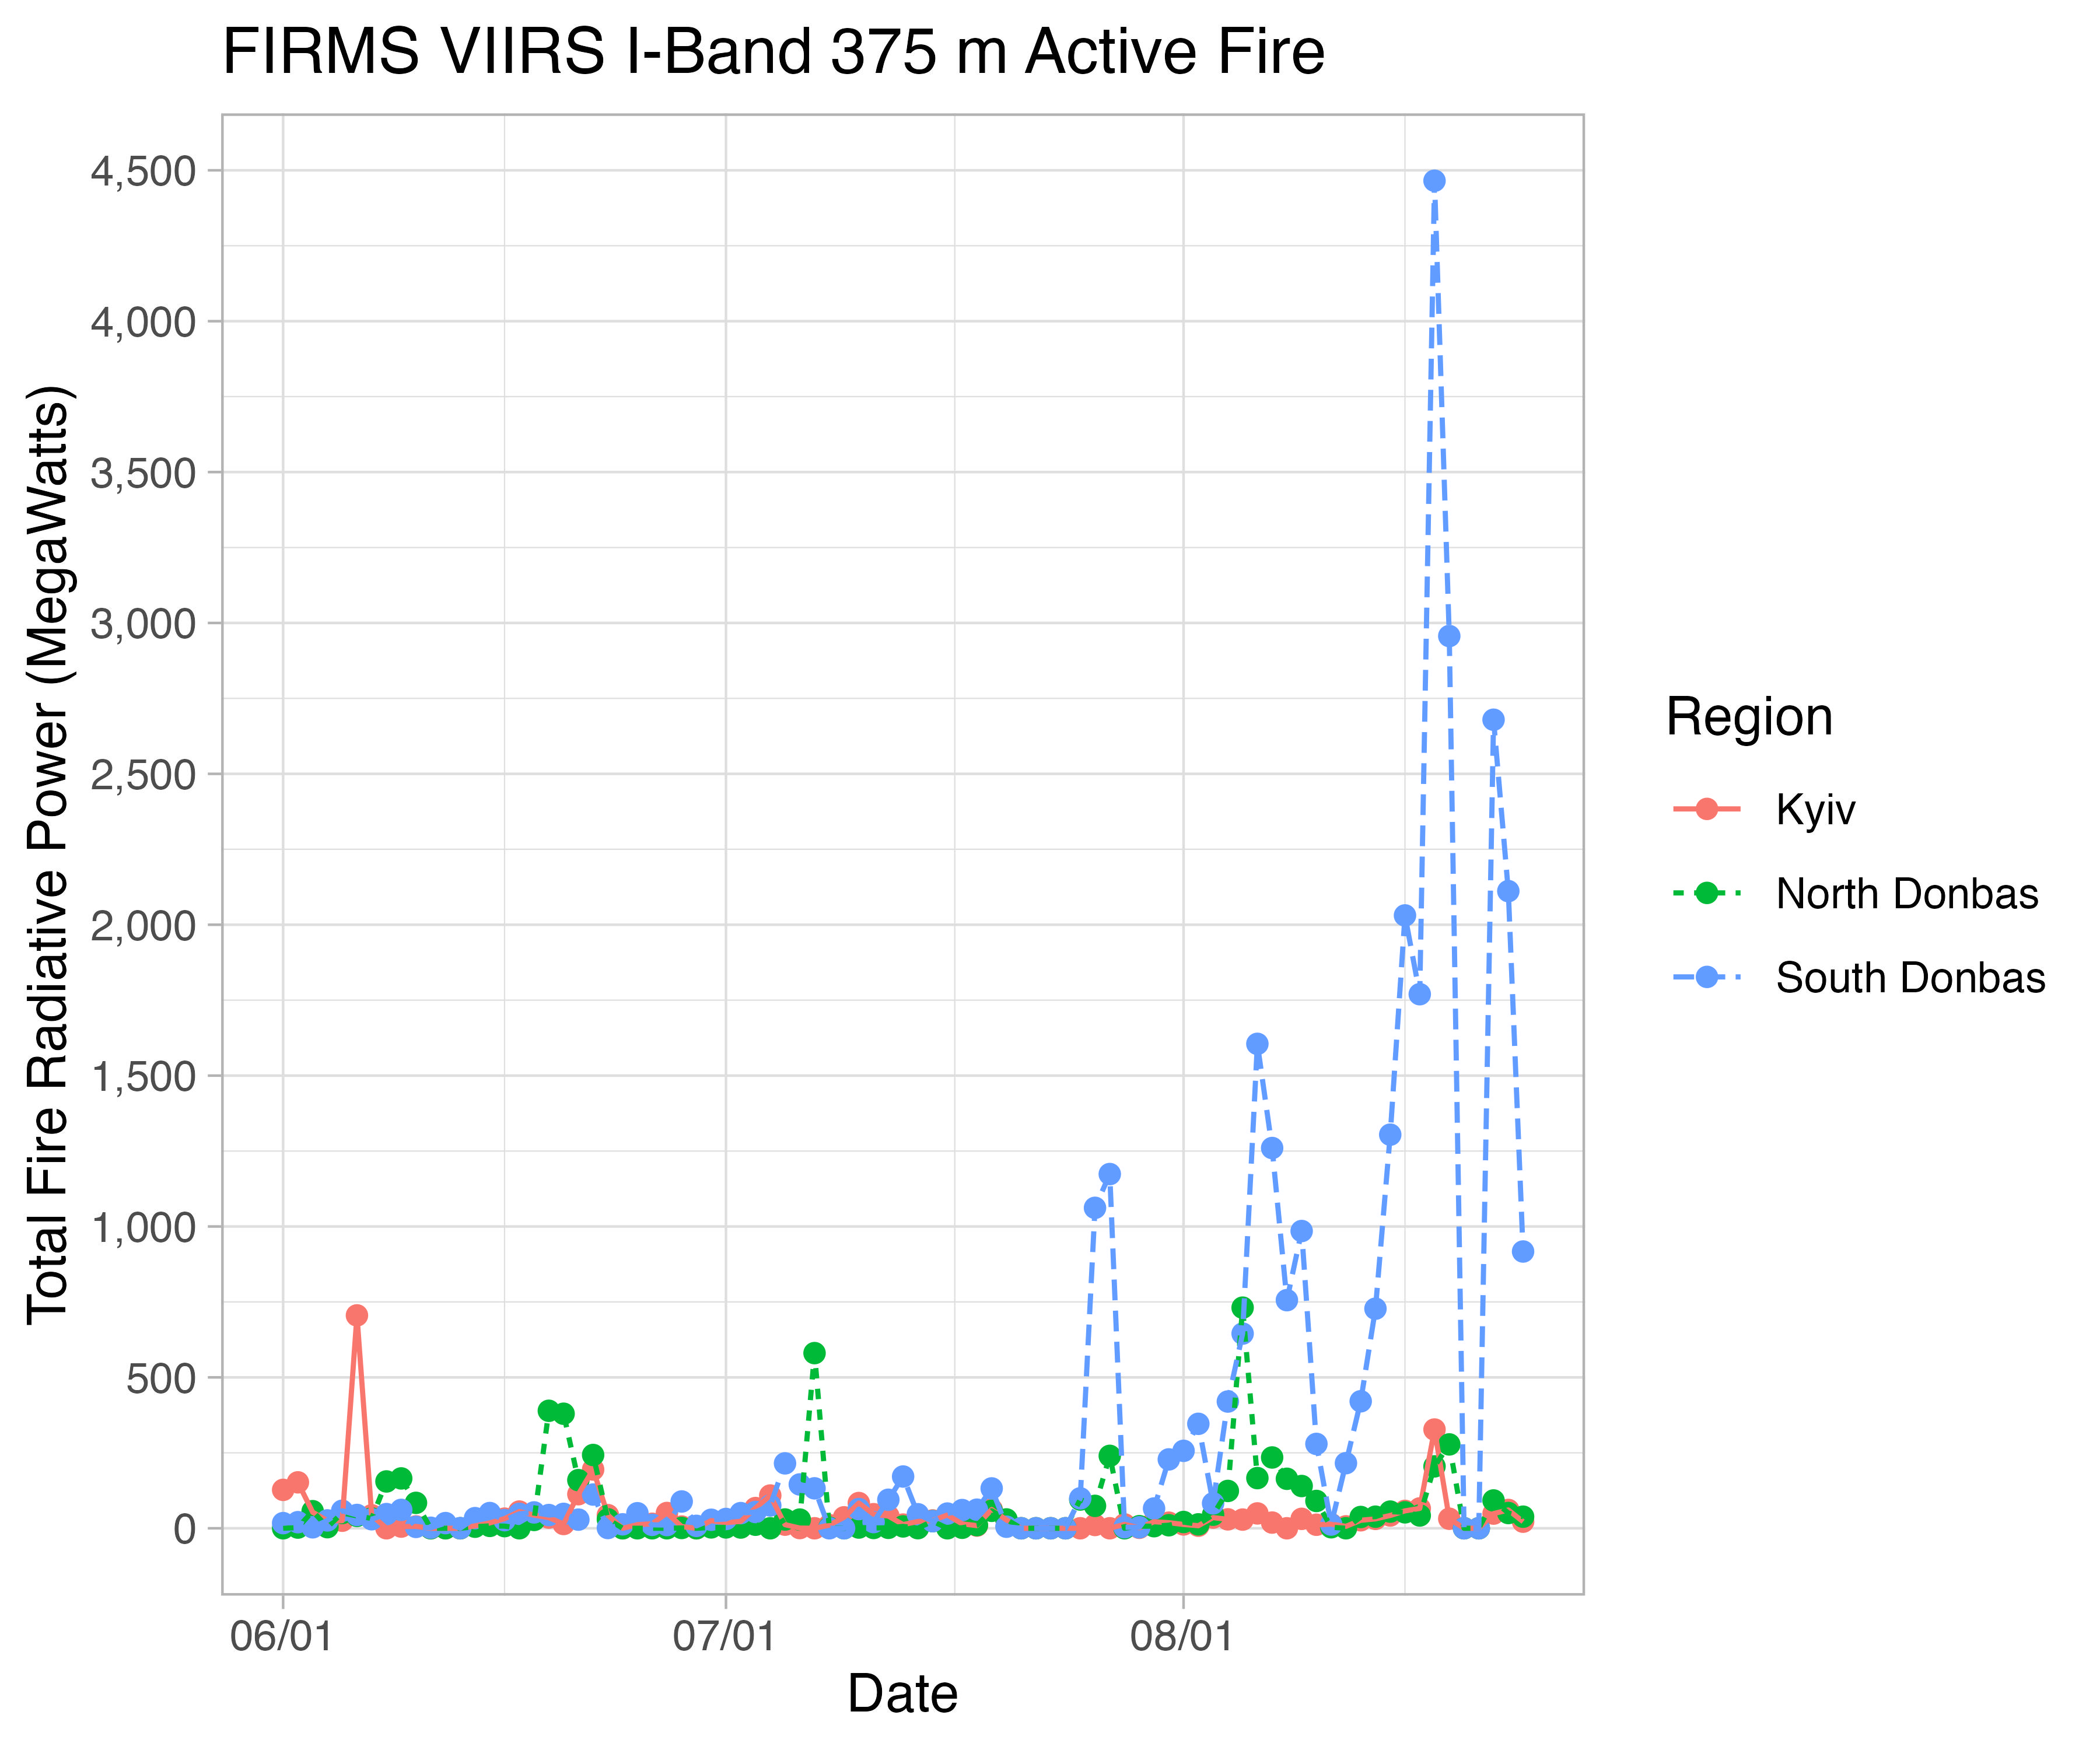 FIRMS VIIRS I-Band 375 m Active Fire
Total Fire Radiative Power (MegaWatts)
4,500
4,000
3,500
3,000
2,500
2,000
1,500
1,000
500
0
06/01
07/01
08/01
Date
Region
Kyiv
North Donbas
South Donbas